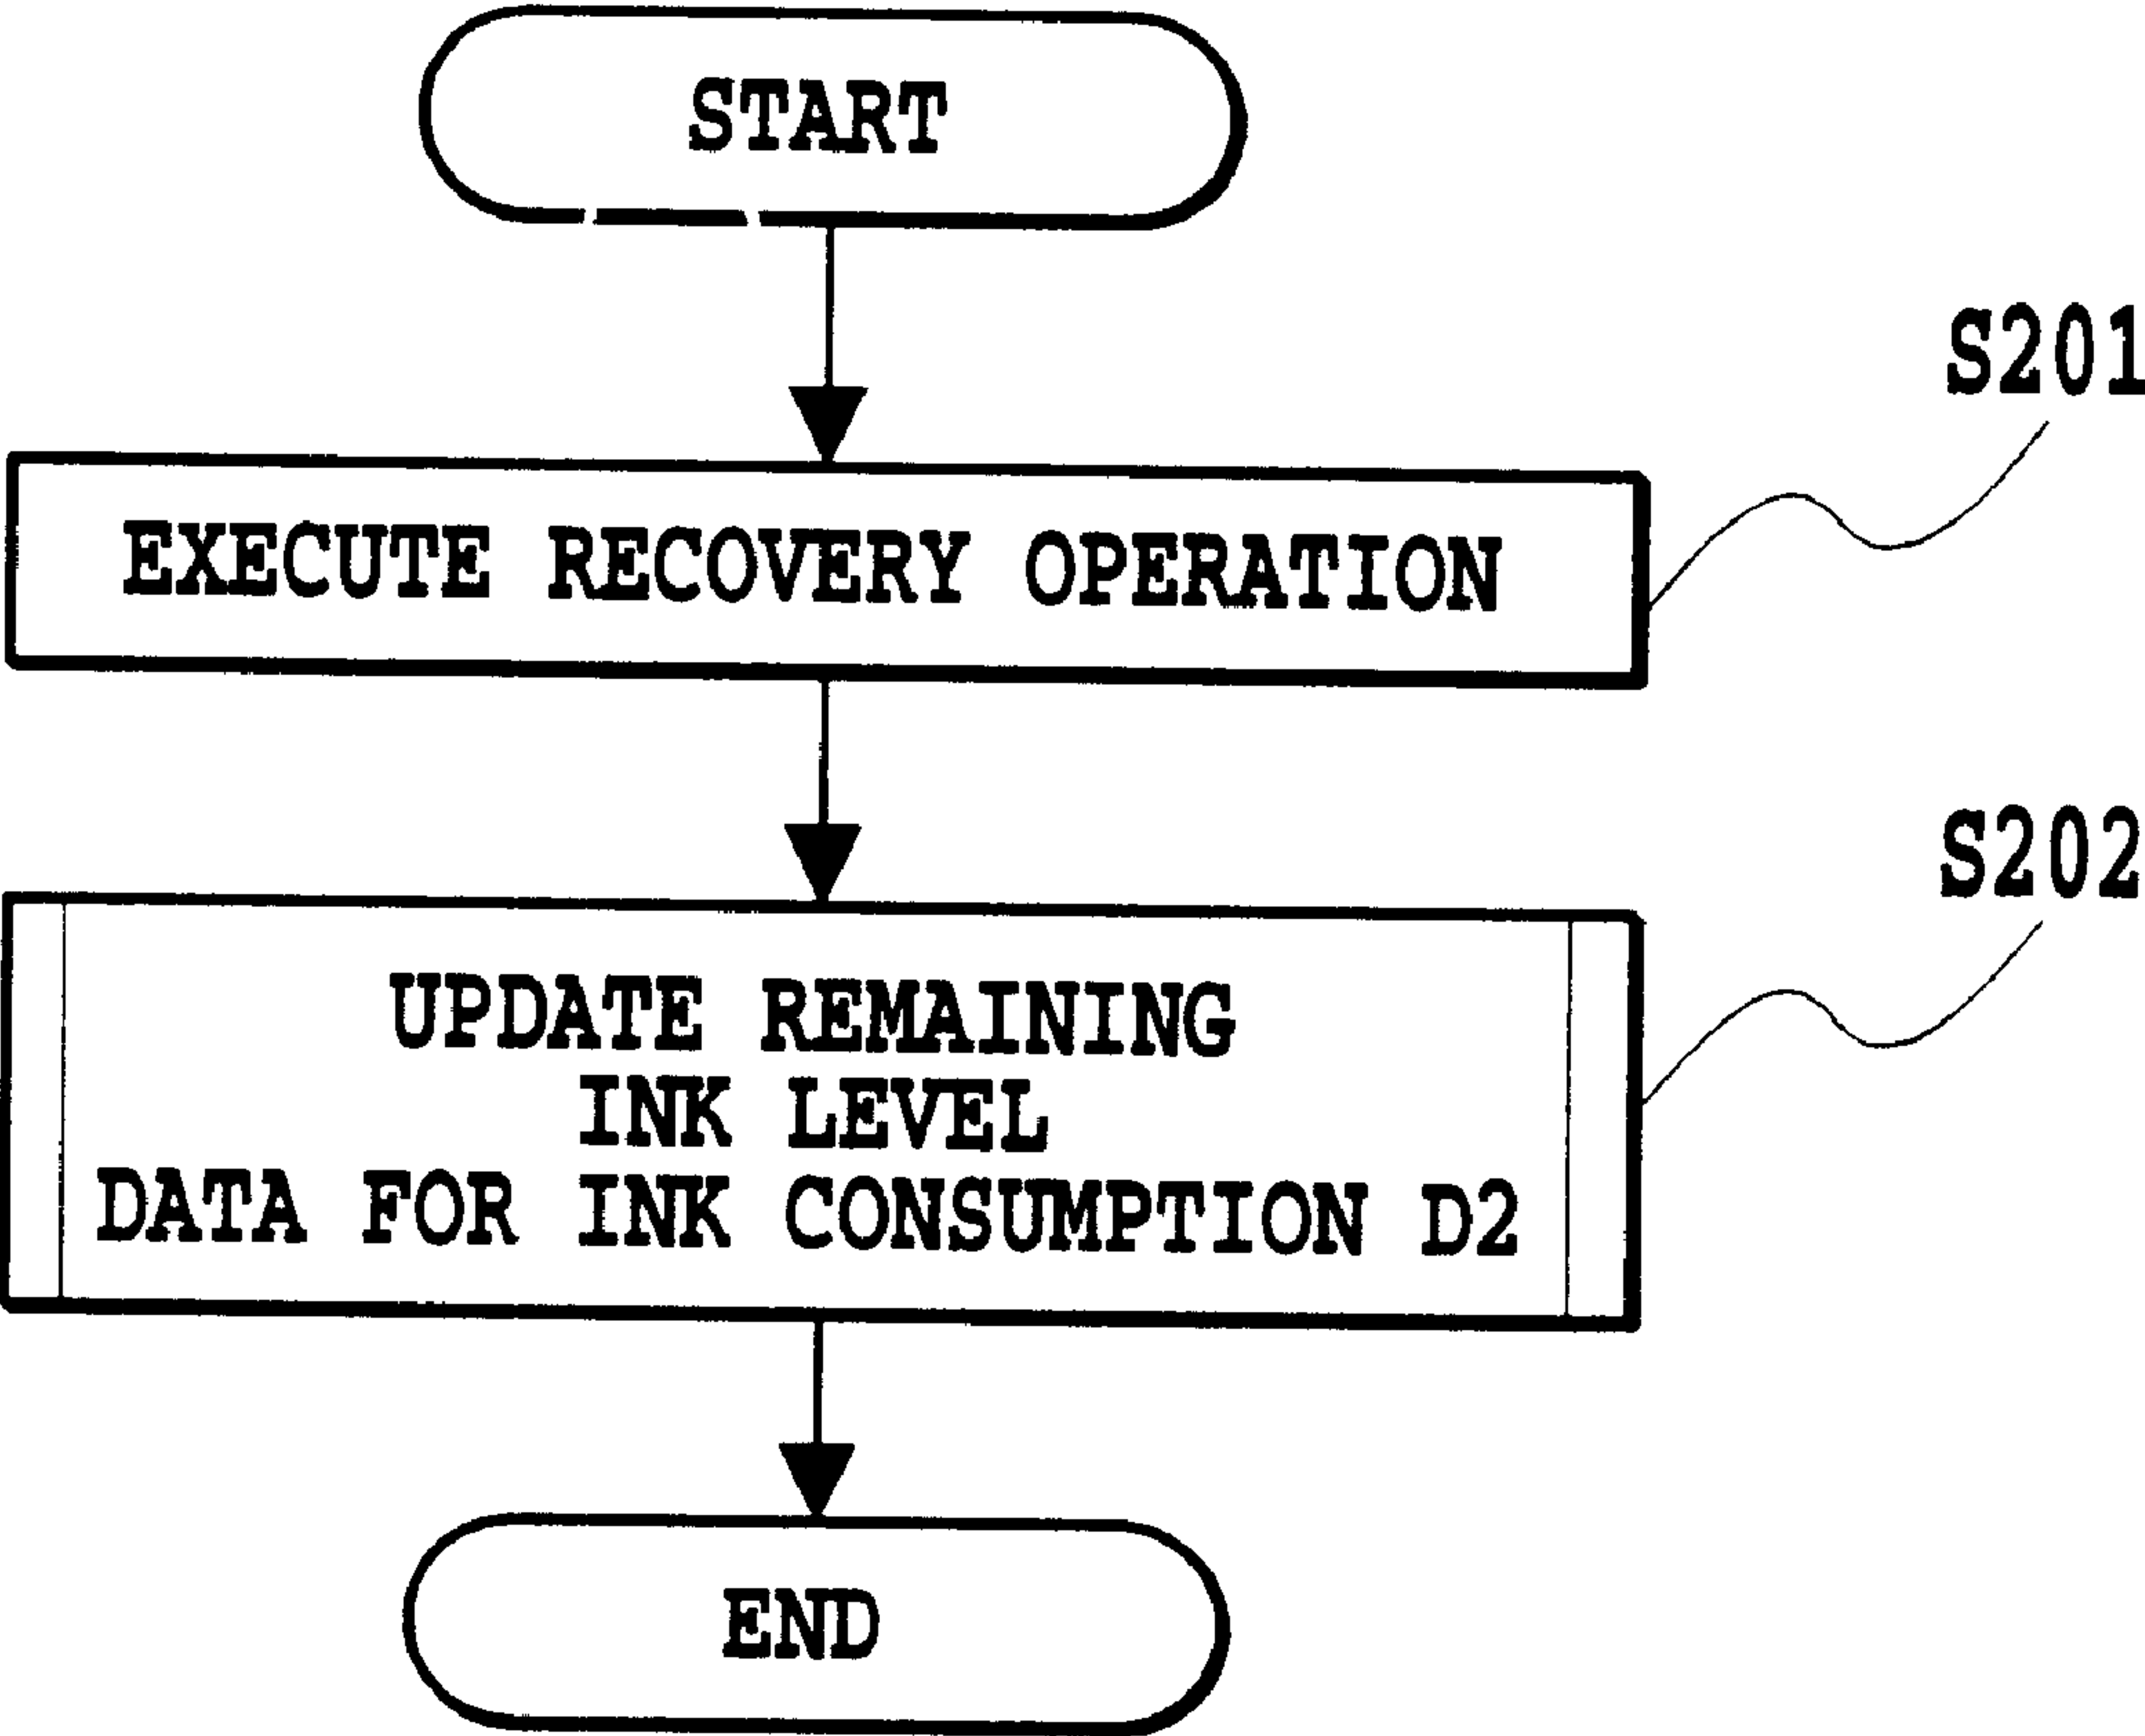 START
S201
EXECUTE RECOVERY OPERATION
S202
UPDATE REMAINING
INK LEVEL
DATA FOR INK CONSUMPTION D2
END